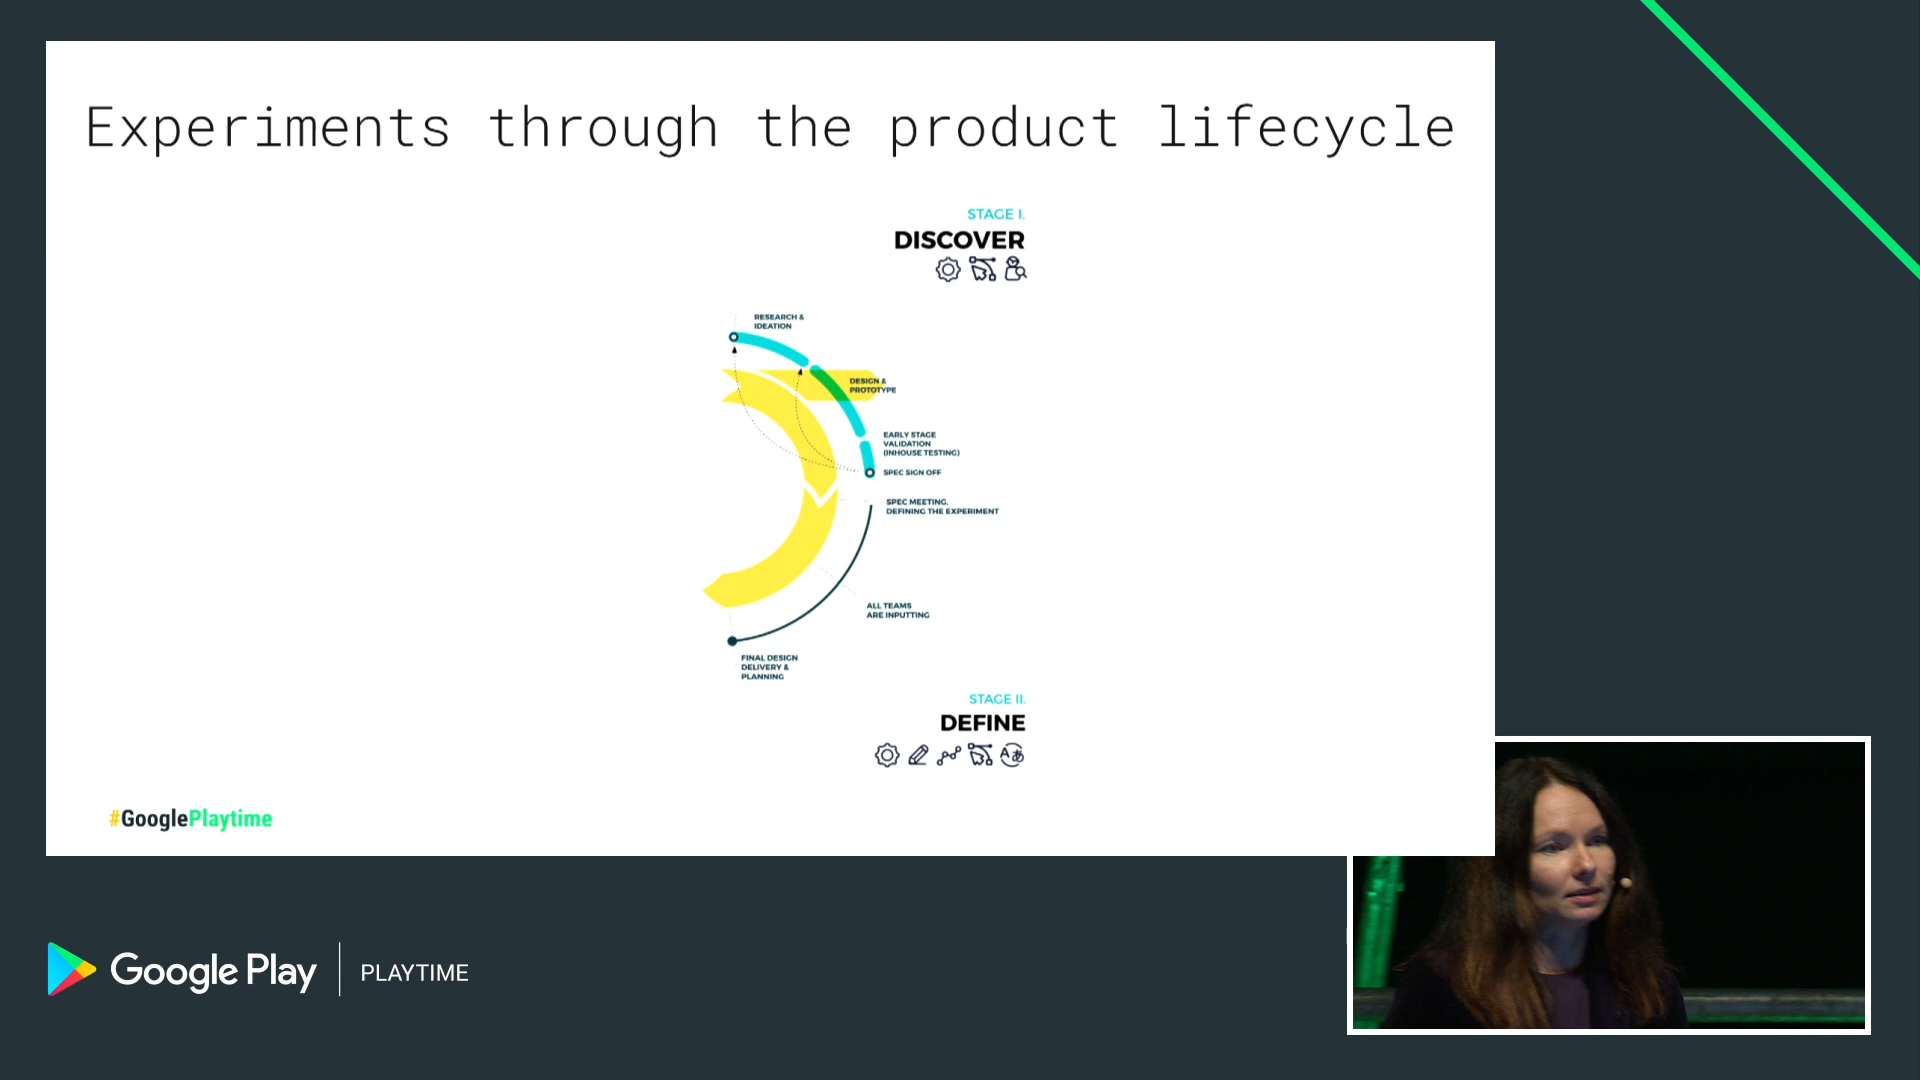 Experiments through the product lifecycle
STAGE I.
DISCOVER
RESEARCH &
IDEATION
DESIGN &
PROTOTYPE
EARLY STAGE
VALIDATION
(INHOUSE TESTING)
SPEC SIGN OFF
SPEC MEETING,
DEFINING THE EXPERIMENT
ALL TEAMS
ARE INPUTTING
FINAL DESIGN
DELIVERY &
PLANNING
STAGE II.
DEFINE
#GooglePlaytime
Google Play | PLAYTIME